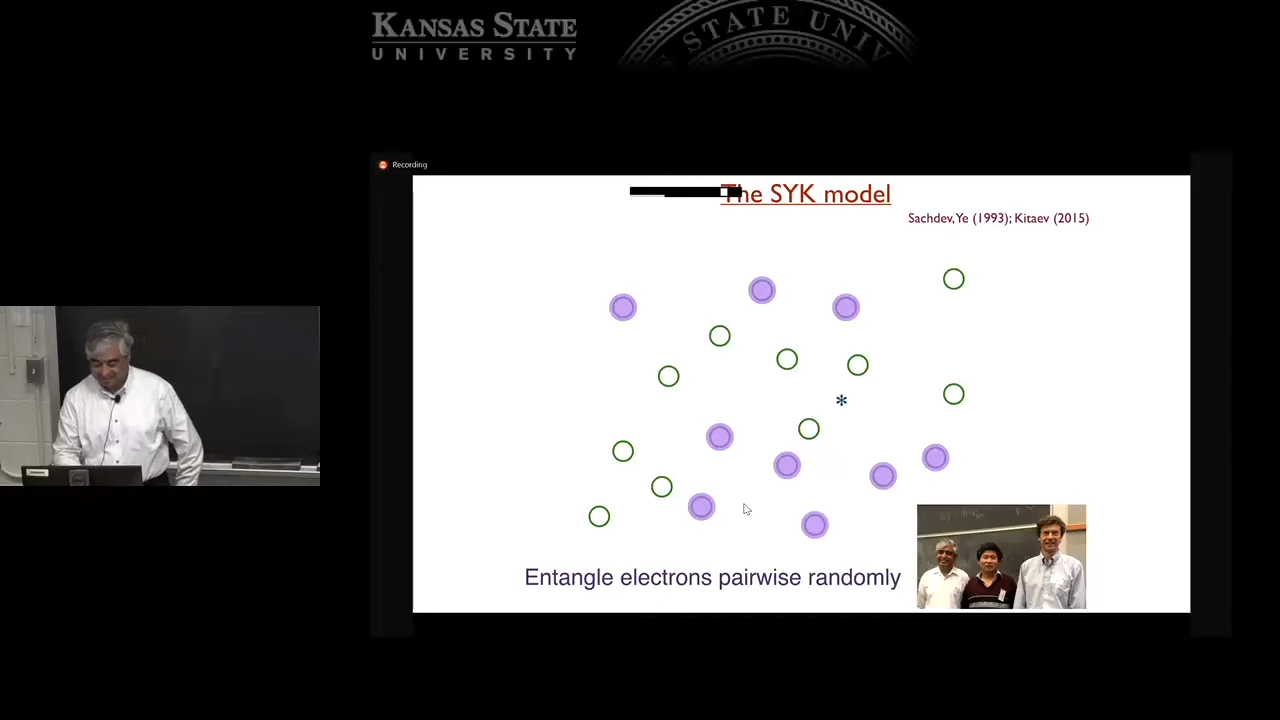 KANSAS STATE
UNIVERSITY
STATE UNIV
Recording
The SYK model
Sachdev, Ye (1993); Kitaev (2015)
*
Entangle electrons pairwise randomly